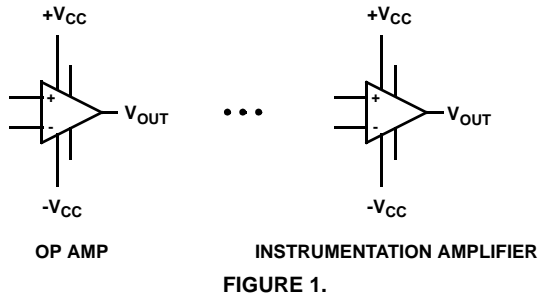 +VCC +VCC
+ +
VOUT • • • VOUT
- -
-VCC -VCC
OP AMP INSTRUMENTATION AMPLIFIER
FIGURE 1.